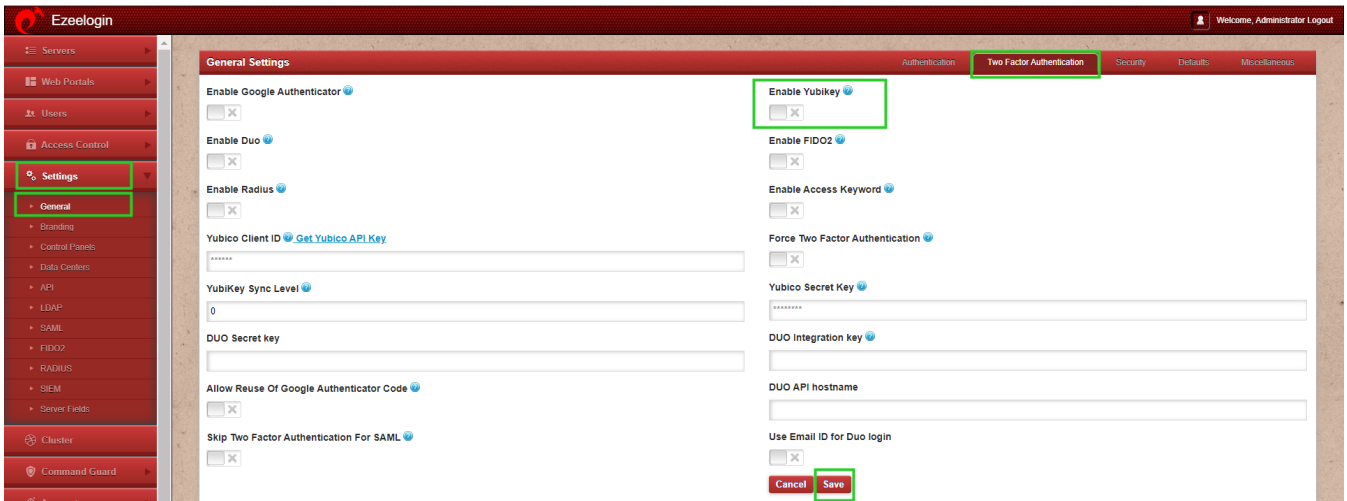 Ezeelogin
Welcome, Administrator Logout
Servers
Web Portals
Users
Access Control
Settings
General
Branding
Control Panels
Data Centers
API
LDAP
SAML
FIDO2
RADIUS
SIEM
Server Fields
Cluster
Command Guard
General Settings
Authentication Two Factor Authentication Security Defaults Miscellaneous
Enable Google Authenticator
Enable Yubikey
Enable Duo
Enable FIDO2
Enable Radius
Enable Access Keyword
Yubico Client ID Get Yubico API Key
Force Two Factor Authentication
******
YubiKey Sync Level
Yubico Secret Key
0
********
DUO Secret key
DUO Integration key
Allow Reuse Of Google Authenticator Code
DUO API hostname
Skip Two Factor Authentication For SAML
Use Email ID for Duo login
Cancel Save